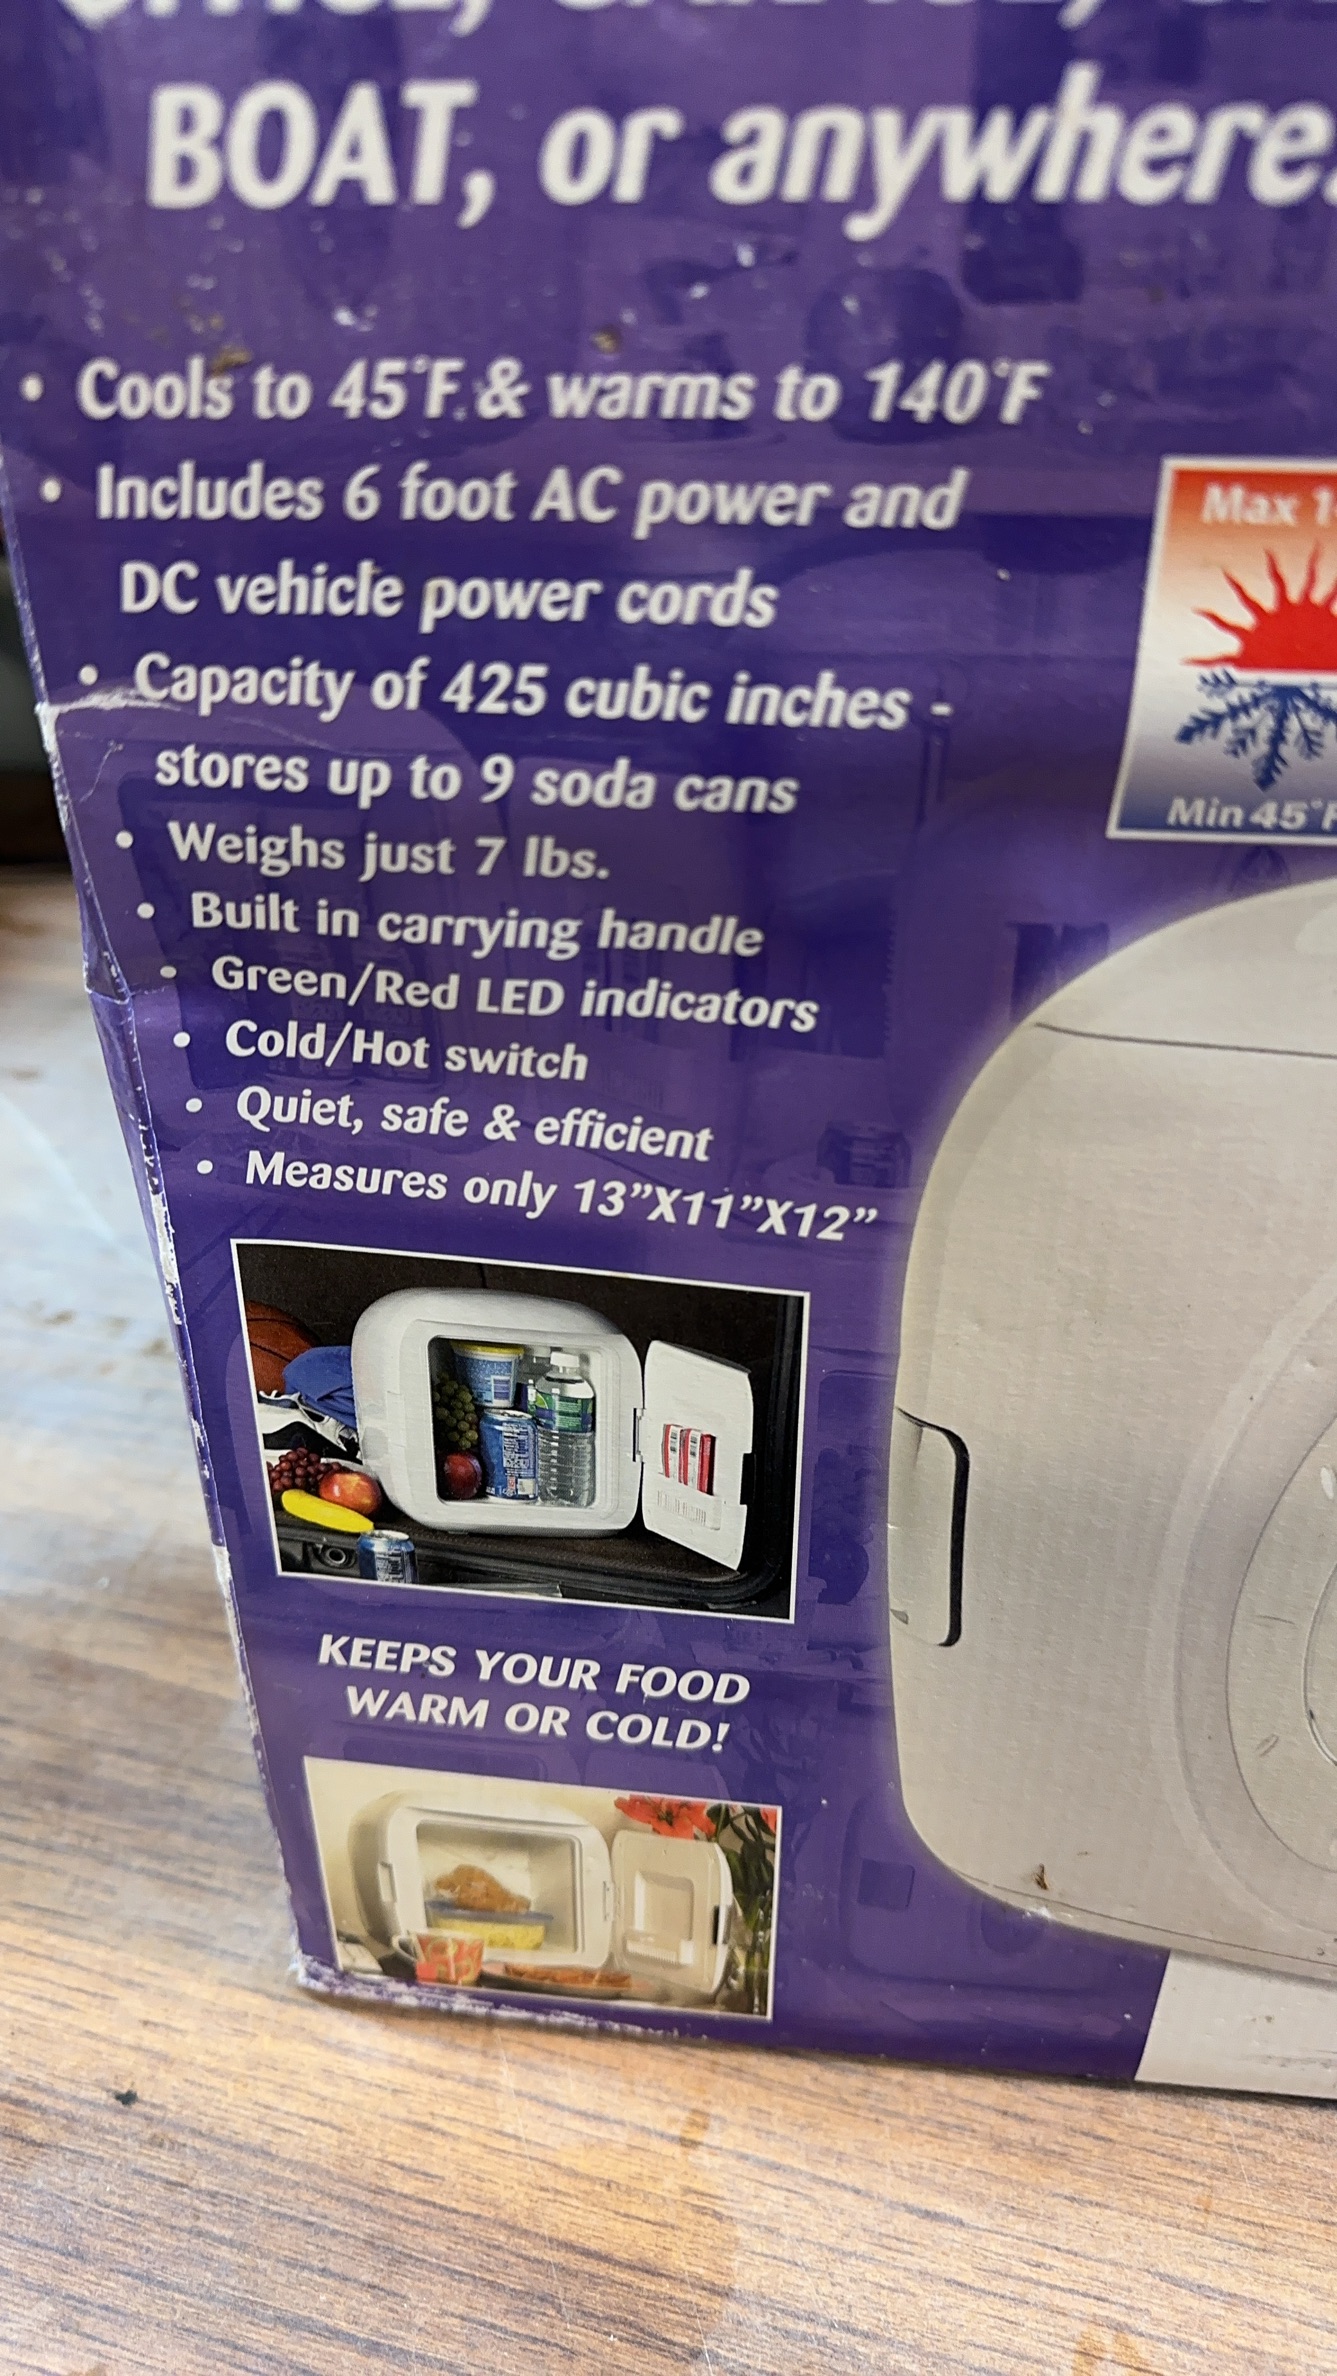 BOAT, or anywhere.
• Cools to 45°F. & warms to 140°F
• Includes 6 foot AC power and
DC vehicle power cords
• Capacity of 425 cubic inches -
stores up to 9 soda cans
• Weighs just 7 lbs.
• Built in carrying handle
• Green/Red LED indicators
• Cold/Hot switch
• Quiet, safe & efficient
• Measures only 13”X11”X12”
Max
Min 45°F
KEEPS YOUR FOOD
WARM OR COLD!